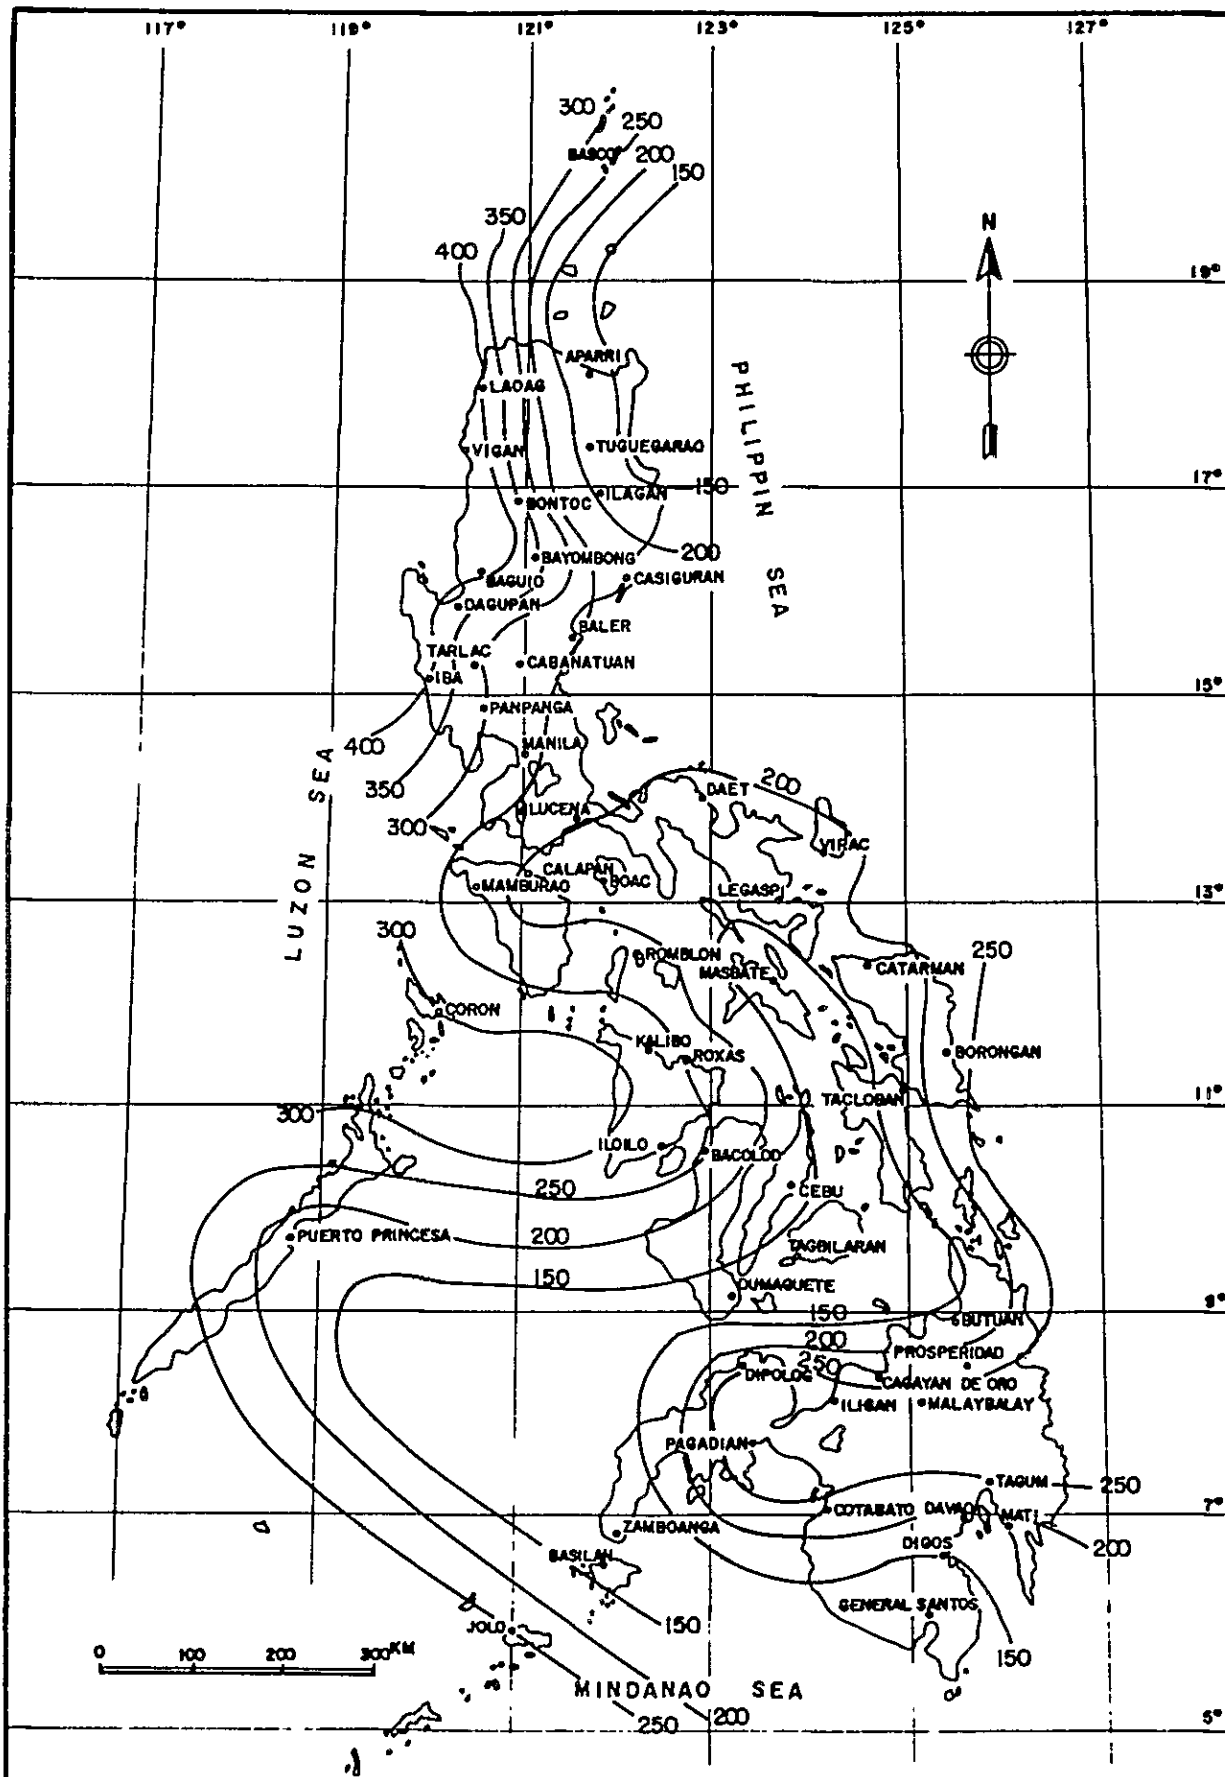 117° 119° 121° 123° 125° 127°
300
250
BASCO
200
150
350
400
N
19°
APARRI
LAOAG
PHILIPPIN SEA
VIGAN
TUGUEGARAO
17°
150
ILAGAN
BONTOC
200
BAYOMBONG
BAGUIO
CASIGURAN
DAGUPAN
BALER
TARLAC
CABANATUAN
IBA
15°
PANPANGA
MANILA
400
350
200
DAET
LUCENA
300
VIRAC
LUZON SEA
CALAPAN
BOAC
MAMBURAO
LEGASPI
13°
300
250
ROMBLON
CATARMAN
MASBATE
CORON
KALIBO
ROXAS
BORONGAN
TACLOBAN
11°
300
ILOILO
BACOLOD
250
CEBU
PUERTO PRINCESA
200
TAGBILARAN
150
DUMAGUETE
9°
150
BUTUAN
200
PROSPERIDAD
250
DIPOLOG
CAGAYAN DE ORO
ILIGAN
MALAYBALAY
PAGADIAN
TAGUM
250
COTABATO
DAVAO
MATI
7°
ZAMBOANGA
DIGOS
200
BASILAN
GENERAL SANTOS
150
JOLO
150
0 100 200 300KM
MINDANAO SEA
250
200
5°